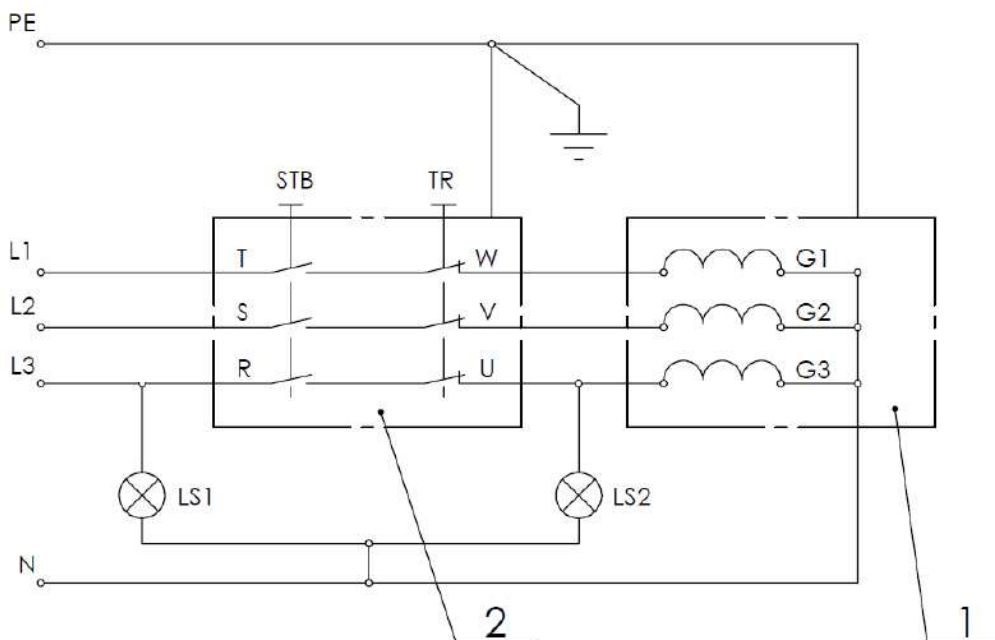 PE
STB TR
L1 T W G1
L2 S V G2
L3 R U G3
LS1 LS2
N
2 1